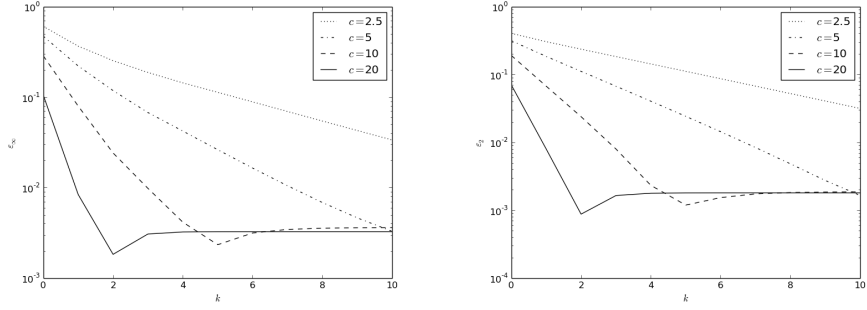 10^0
10^{-1}
10^{-2}
10^{-3}
ε_∞
0 2 4 6 8 10
k
c=2.5
c=5
c=10
c=20
10^0
10^{-1}
10^{-2}
10^{-3}
10^{-4}
ε_2
0 2 4 6 8 10
k
c=2.5
c=5
c=10
c=20